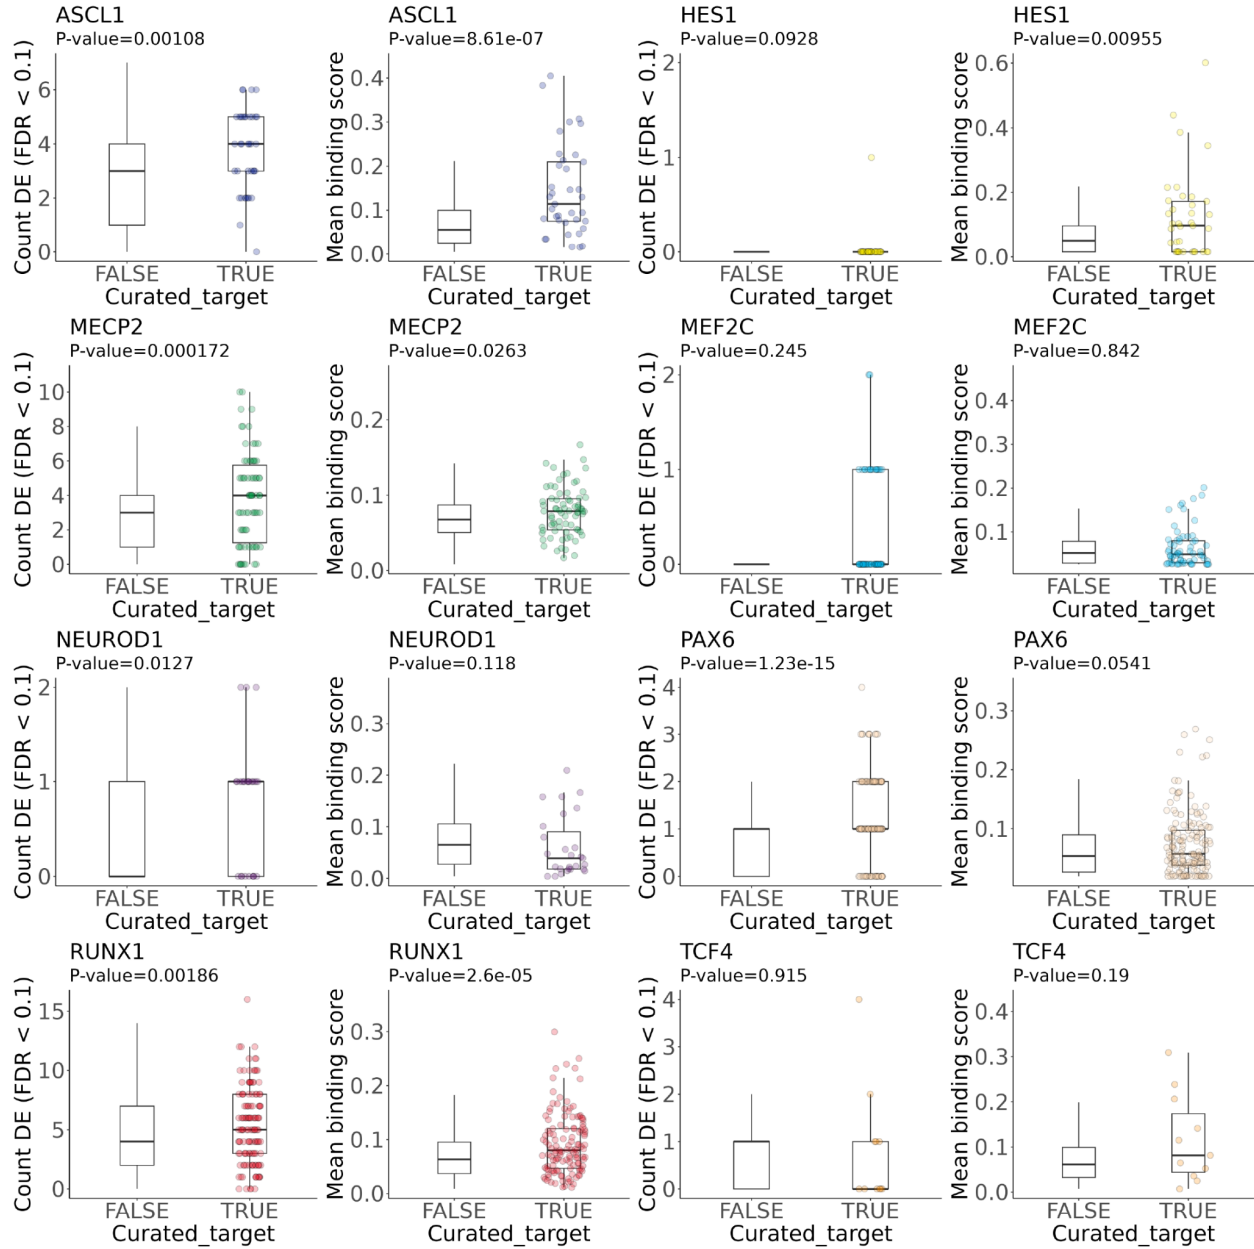 ASCL1
P-value=0.00108
Count DE (FDR < 0.1)
6
4
2
0
FALSE TRUE
Curated_target
ASCL1
P-value=8.61e-07
Mean binding score
0.4
0.3
0.2
0.1
0.0
FALSE TRUE
Curated_target
HES1
P-value=0.0928
Count DE (FDR < 0.1)
2
1
0
FALSE TRUE
Curated_target
HES1
P-value=0.00955
Mean binding score
0.6
0.4
0.2
0.0
FALSE TRUE
Curated_target
MECP2
P-value=0.000172
Count DE (FDR < 0.1)
10
8
6
4
2
0
FALSE TRUE
Curated_target
MECP2
P-value=0.0263
Mean binding score
0.2
0.1
0.0
FALSE TRUE
Curated_target
MEF2C
P-value=0.245
Count DE (FDR < 0.1)
2
1
0
FALSE TRUE
Curated_target
MEF2C
P-value=0.842
Mean binding score
0.4
0.3
0.2
0.1
FALSE TRUE
Curated_target
NEUROD1
P-value=0.0127
Count DE (FDR < 0.1)
2
1
0
FALSE TRUE
Curated_target
NEUROD1
P-value=0.118
Mean binding score
0.3
0.2
0.1
0.0
FALSE TRUE
Curated_target
PAX6
P-value=1.23e-15
Count DE (FDR < 0.1)
4
3
2
1
0
FALSE TRUE
Curated_target
PAX6
P-value=0.0541
Mean binding score
0.3
0.2
0.1
FALSE TRUE
Curated_target
RUNX1
P-value=0.00186
Count DE (FDR < 0.1)
15
10
5
0
FALSE TRUE
Curated_target
RUNX1
P-value=2.6e-05
Mean binding score
0.3
0.2
0.1
0.0
FALSE TRUE
Curated_target
TCF4
P-value=0.915
Count DE (FDR < 0.1)
4
3
2
1
0
FALSE TRUE
Curated_target
TCF4
P-value=0.19
Mean binding score
0.4
0.3
0.2
0.1
0.0
FALSE TRUE
Curated_target